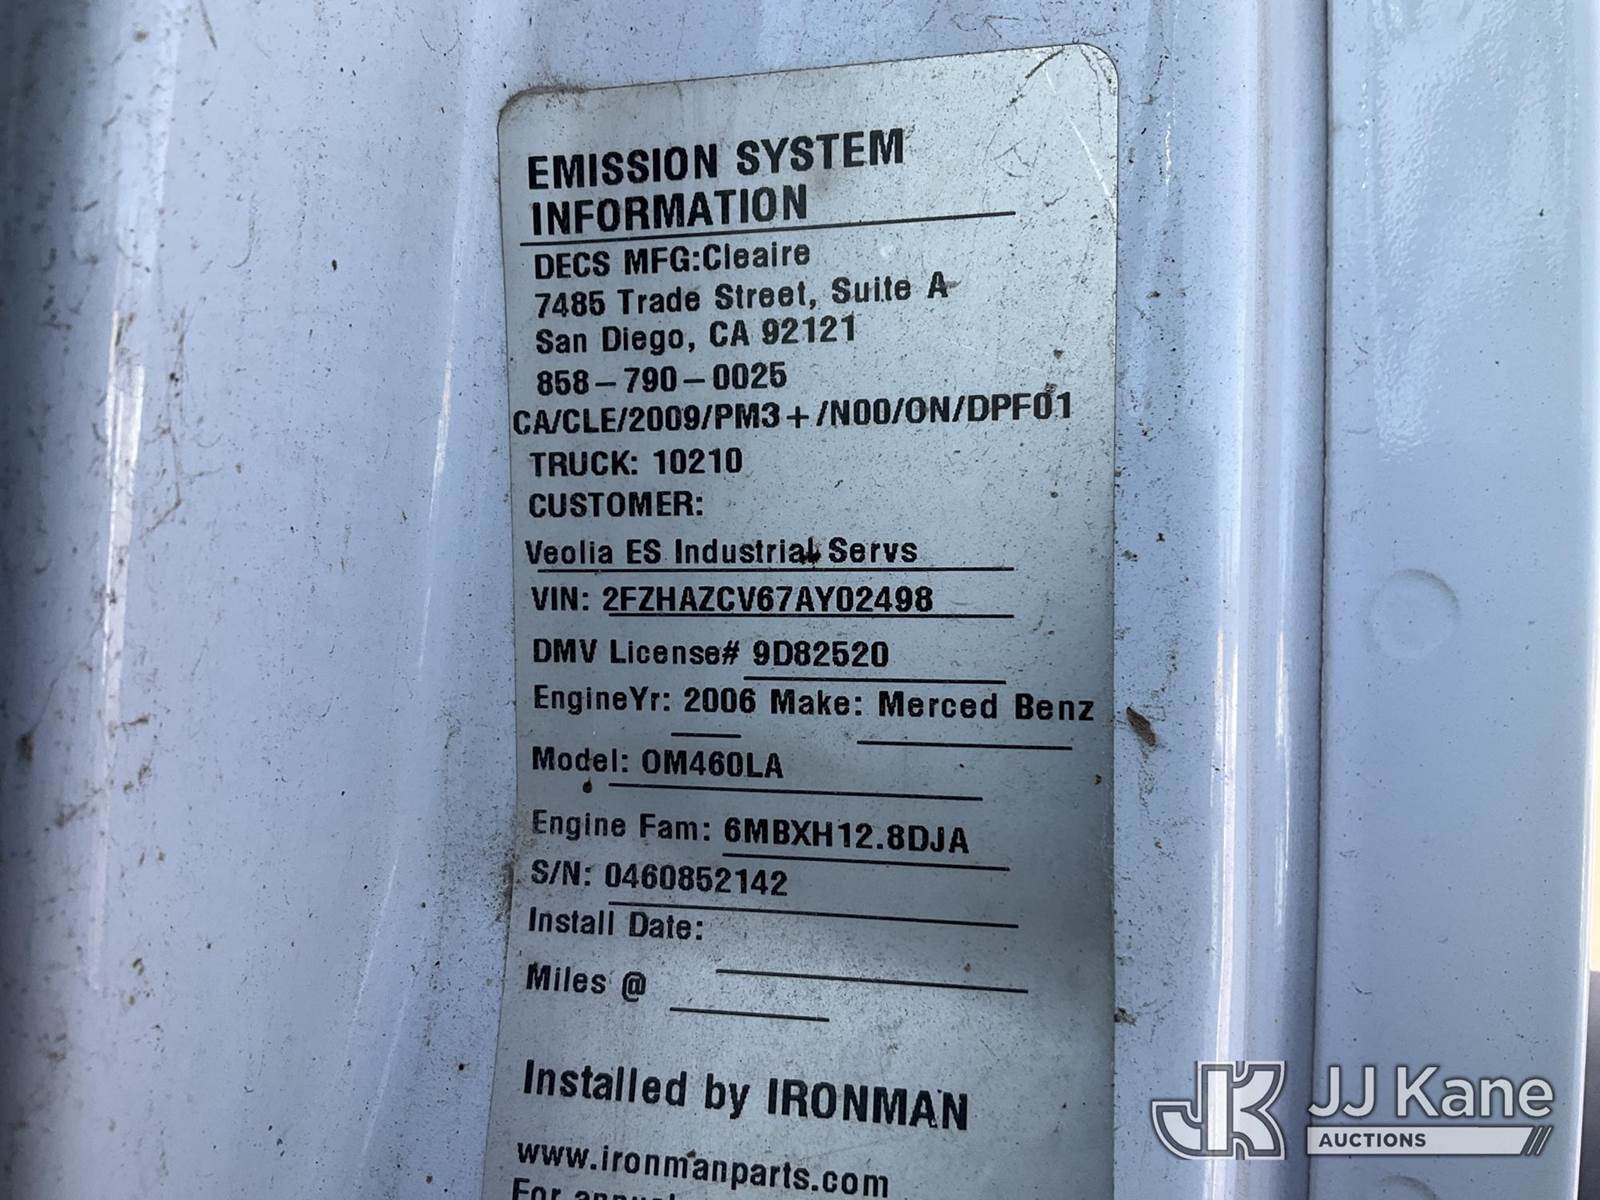 EMISSION SYSTEM
INFORMATION
DECS MFG:Cleaire
7485 Trade Street, Suite A
San Diego, CA 92121
858-790-0025
CA/CLE/2009/PM3+/N00/ON/DPF01
TRUCK: 10210
CUSTOMER:
Veolia ES Industrial Servs
VIN: 2FZHAZCV67AY02498
DMV License# 9D82520
EngineYr: 2006 Make: Merced Benz
Model: OM460LA
Engine Fam: 6MBXH12.8DJA
S/N: 0460852142
Install Date:
Miles @
Installed by IRONMAN
www.ironmanparts.com
For annual
JK JJ Kane
AUCTIONS